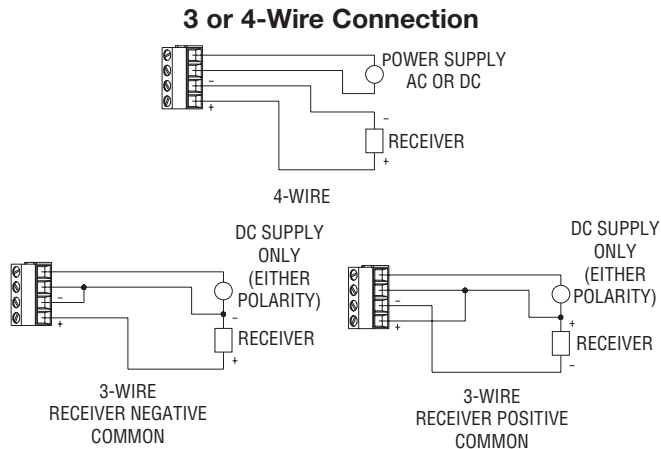 3 or 4-Wire Connection
POWER SUPPLY
AC OR DC
–
+
–
RECEIVER
+
4-WIRE
DC SUPPLY
ONLY
(EITHER
POLARITY)
–
+
–
RECEIVER
+
3-WIRE
RECEIVER NEGATIVE
COMMON
DC SUPPLY
ONLY
(EITHER
POLARITY)
–
+
+
RECEIVER
–
3-WIRE
RECEIVER POSITIVE
COMMON